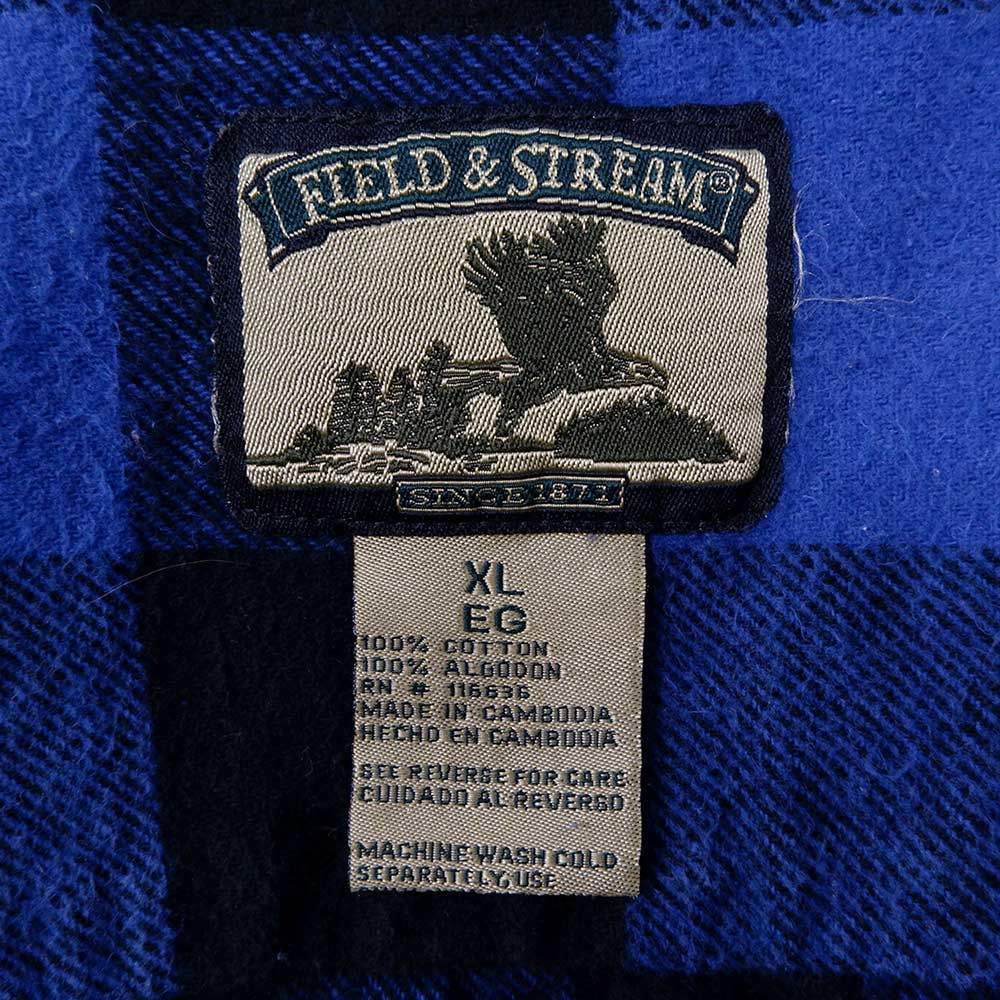 FIELD & STREAM®
SINCE 1871
XL
EG
100% COTTON
100% ALGODON
RN # 116636
MADE IN CAMBODIA
HECHO EN CAMBODIA
SEE REVERSE FOR CARE
CUIDADO AL REVERSO
MACHINE WASH COLD
SEPARATELY, USE